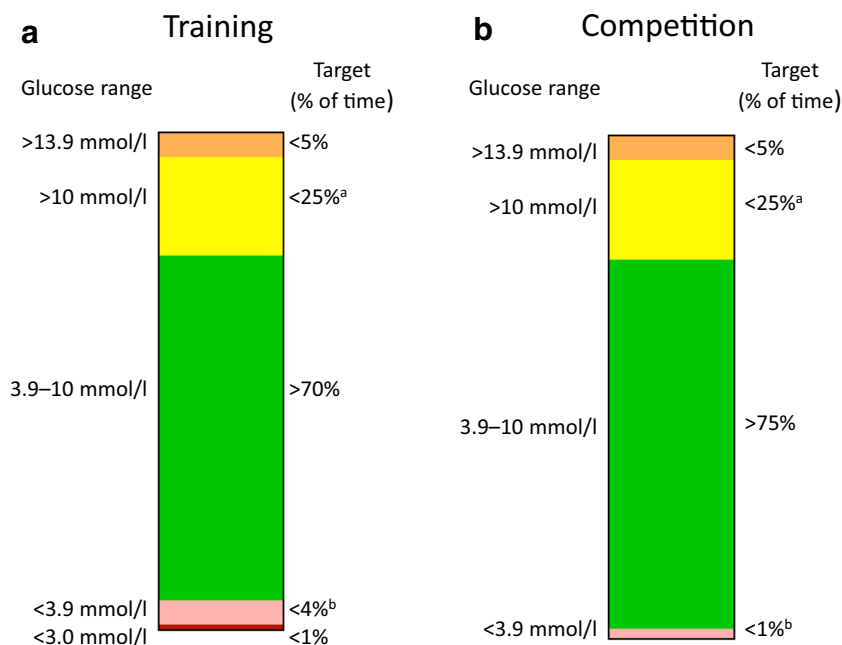 a
Training
Glucose range
Target
(% of time)
>13.9 mmol/l
<5%
>10 mmol/l
<25%ᵃ
3.9–10 mmol/l
>70%
<3.9 mmol/l
<4%ᵇ
<3.0 mmol/l
<1%
b
Competition
Glucose range
Target
(% of time)
>13.9 mmol/l
<5%
>10 mmol/l
<25%ᵃ
3.9–10 mmol/l
>75%
<3.9 mmol/l
<1%ᵇ